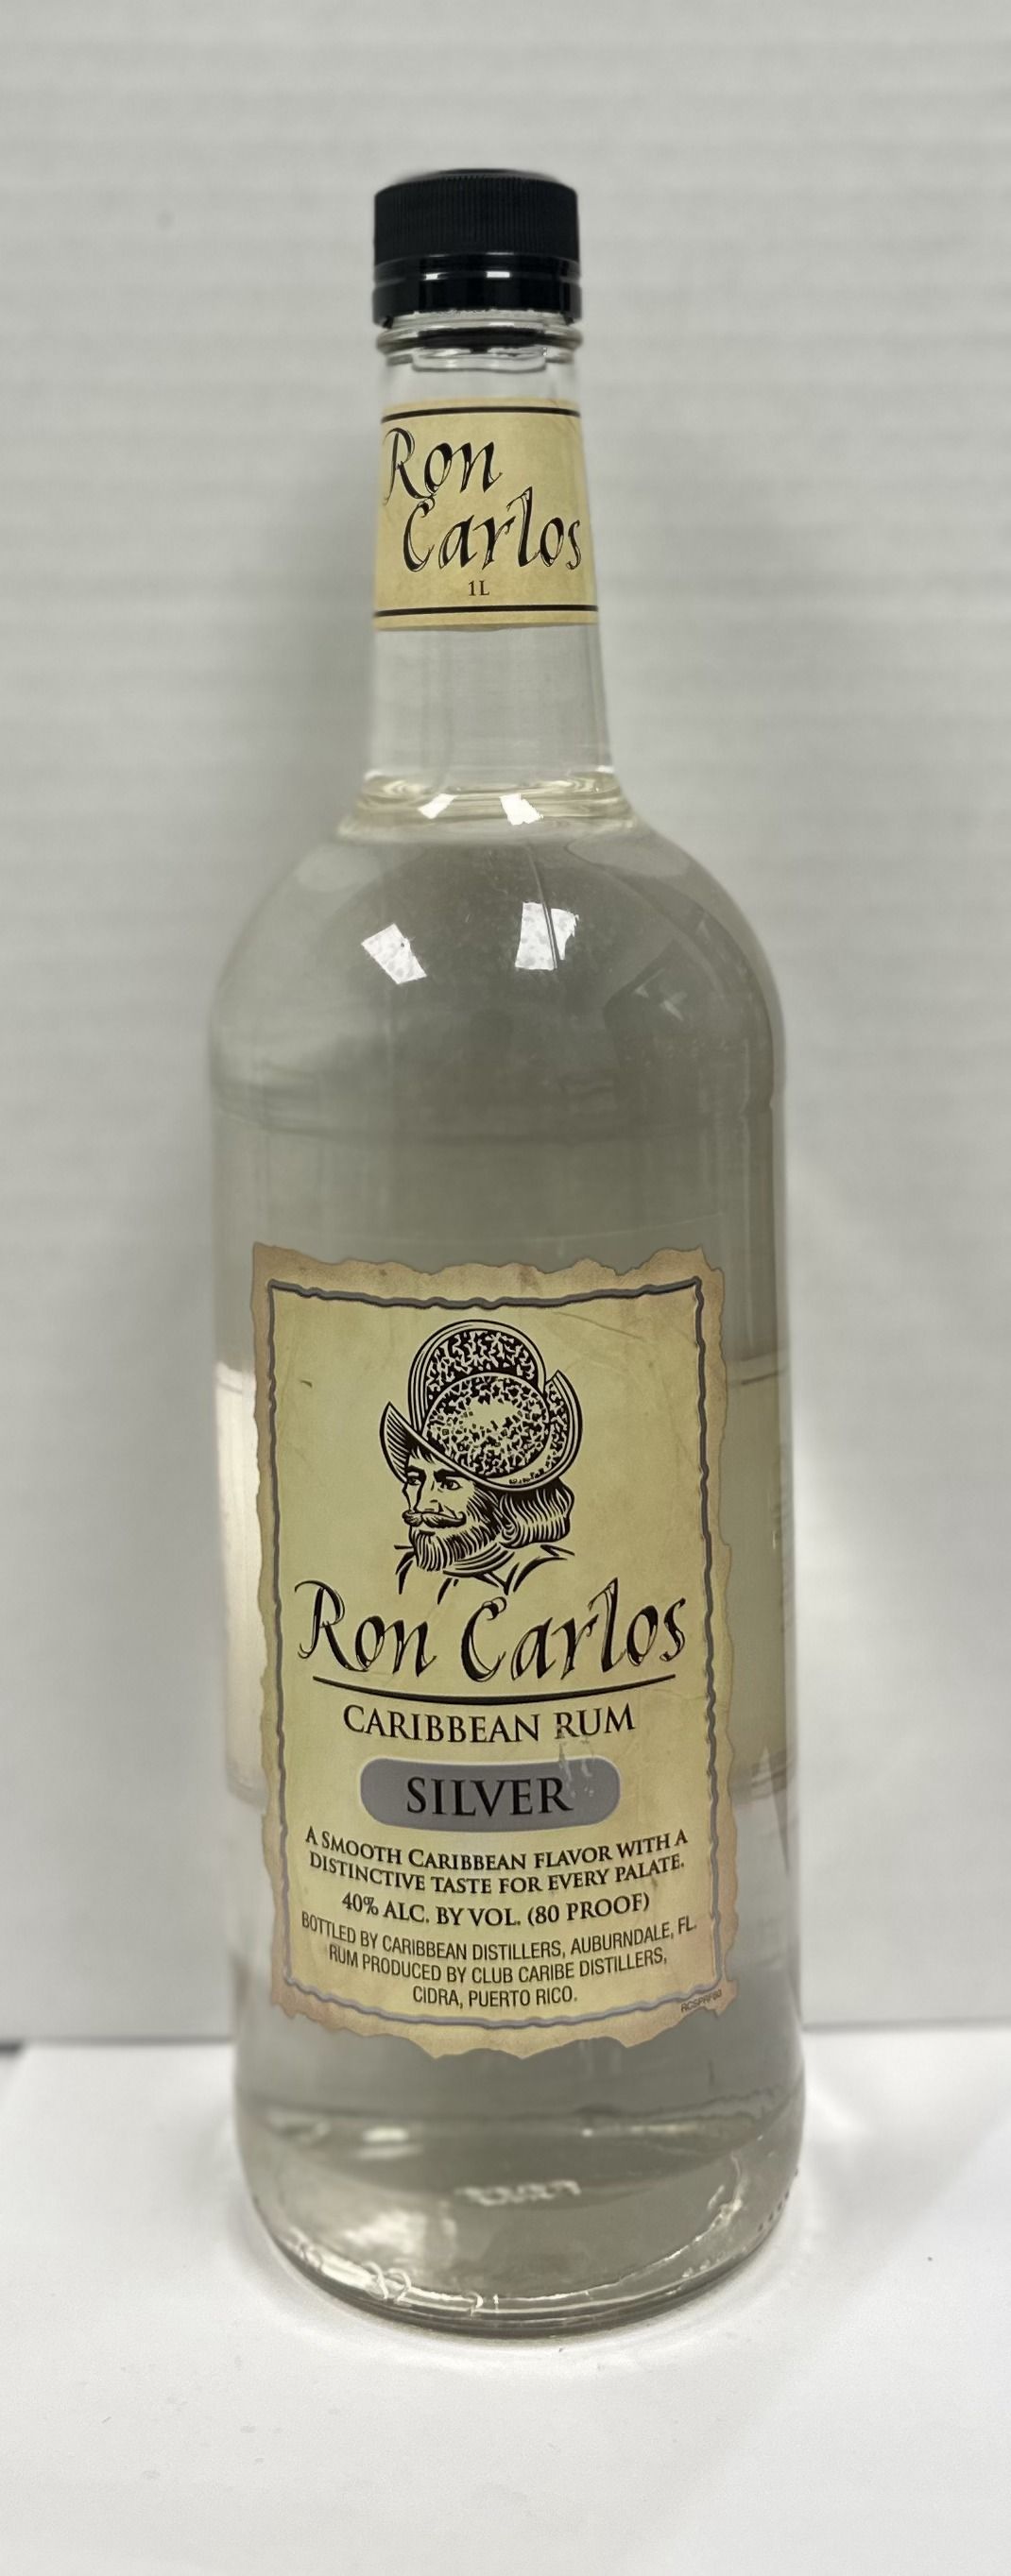 Ron
Carlos
1L
Ron Carlos
CARIBBEAN RUM
SILVER
A SMOOTH CARIBBEAN FLAVOR WITH A
DISTINCTIVE TASTE FOR EVERY PALATE.
40% ALC. BY VOL. (80 PROOF)
BOTTLED BY CARIBBEAN DISTILLERS, AUBURNDALE, FL.
RUM PRODUCED BY CLUB CARIBE DISTILLERS,
CIDRA, PUERTO RICO.